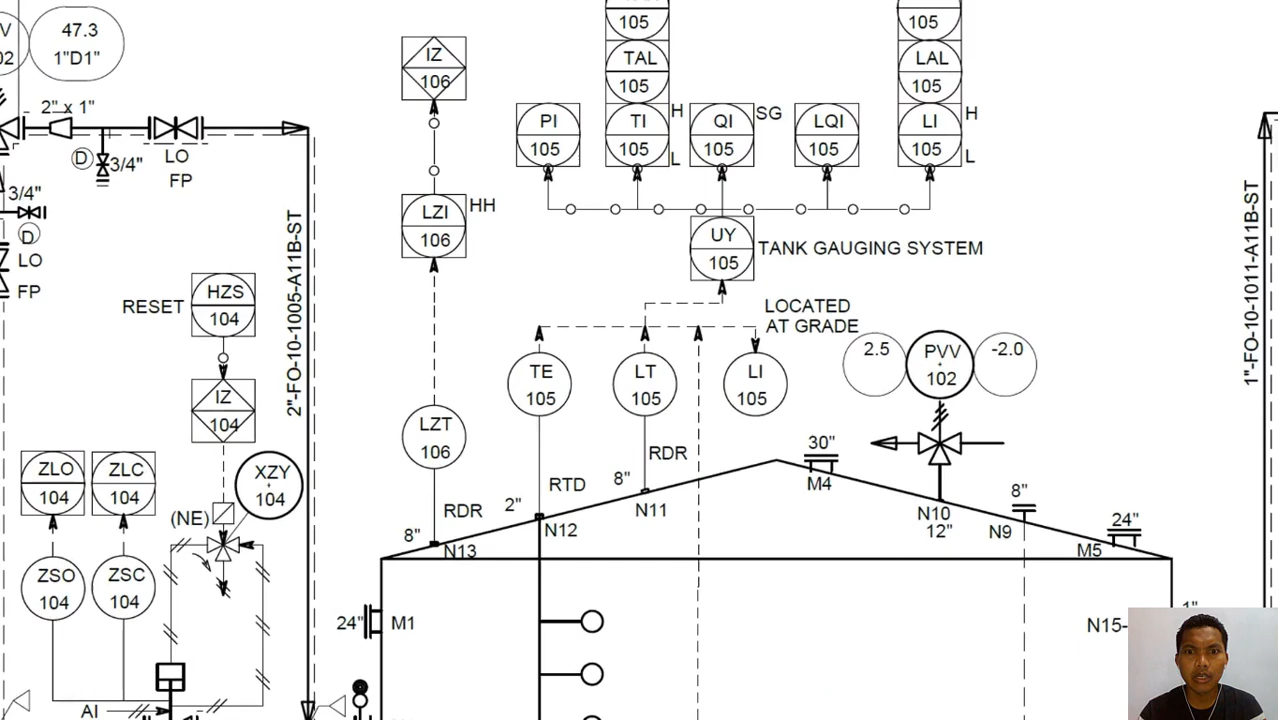 V
02
47.3
1"D1"
2" x 1"
D
3/4"
LO
FP
3/4"
D
LO
FP
2"-FO-10-1005-A11B-ST
RESET
HZS
104
IZ
104
ZLO
104
ZLC
104
XZY
104
(NE)
ZSO
104
ZSC
104
AI
IZ
106
LZI
106
HH
LZT
106
RDR
8"
N13
PI
105
105
TAL
105
TI
105
H
L
QI
105
SG
LQI
105
105
LAL
105
LI
105
H
L
UY
105
TANK GAUGING SYSTEM
LOCATED
AT GRADE
TE
105
LT
105
LI
105
RTD
2"
N12
RDR
8"
N11
2.5
PVV
102
-2.0
30"
M4
N10
12"
8"
N9
24"
M5
24"
M1
1"
N15-
1"-FO-10-1011-A11B-ST